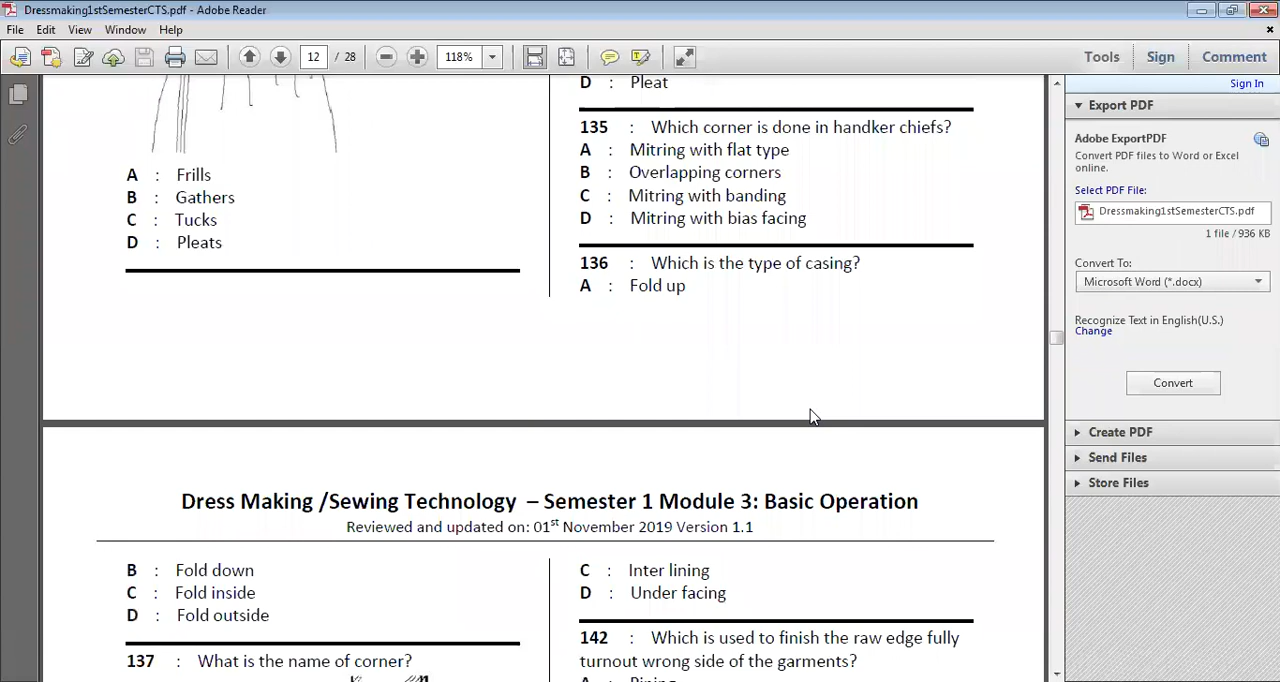 Dressmaking1stSemesterCTS.pdf - Adobe Reader
File Edit View Window Help
12 / 28 118% Tools Sign Comment
Sign In
Export PDF
Adobe ExportPDF
Convert PDF files to Word or Excel
online.
Select PDF File:
Dressmaking1stSemesterCTS.pdf
1 file / 936 KB
Convert To:
Microsoft Word (*.docx)
Recognize Text in English(U.S.)
Change
Convert
Create PDF
Send Files
Store Files
A : Frills
B : Gathers
C : Tucks
D : Pleats
D : Pleat
135 : Which corner is done in handker chiefs?
A : Mitring with flat type
B : Overlapping corners
C : Mitring with banding
D : Mitring with bias facing
136 : Which is the type of casing?
A : Fold up
Dress Making /Sewing Technology – Semester 1 Module 3: Basic Operation
Reviewed and updated on: 01st November 2019 Version 1.1
B : Fold down
C : Fold inside
D : Fold outside
137 : What is the name of corner?
C : Inter lining
D : Under facing
142 : Which is used to finish the raw edge fully
turnout wrong side of the garments?
A : Pining